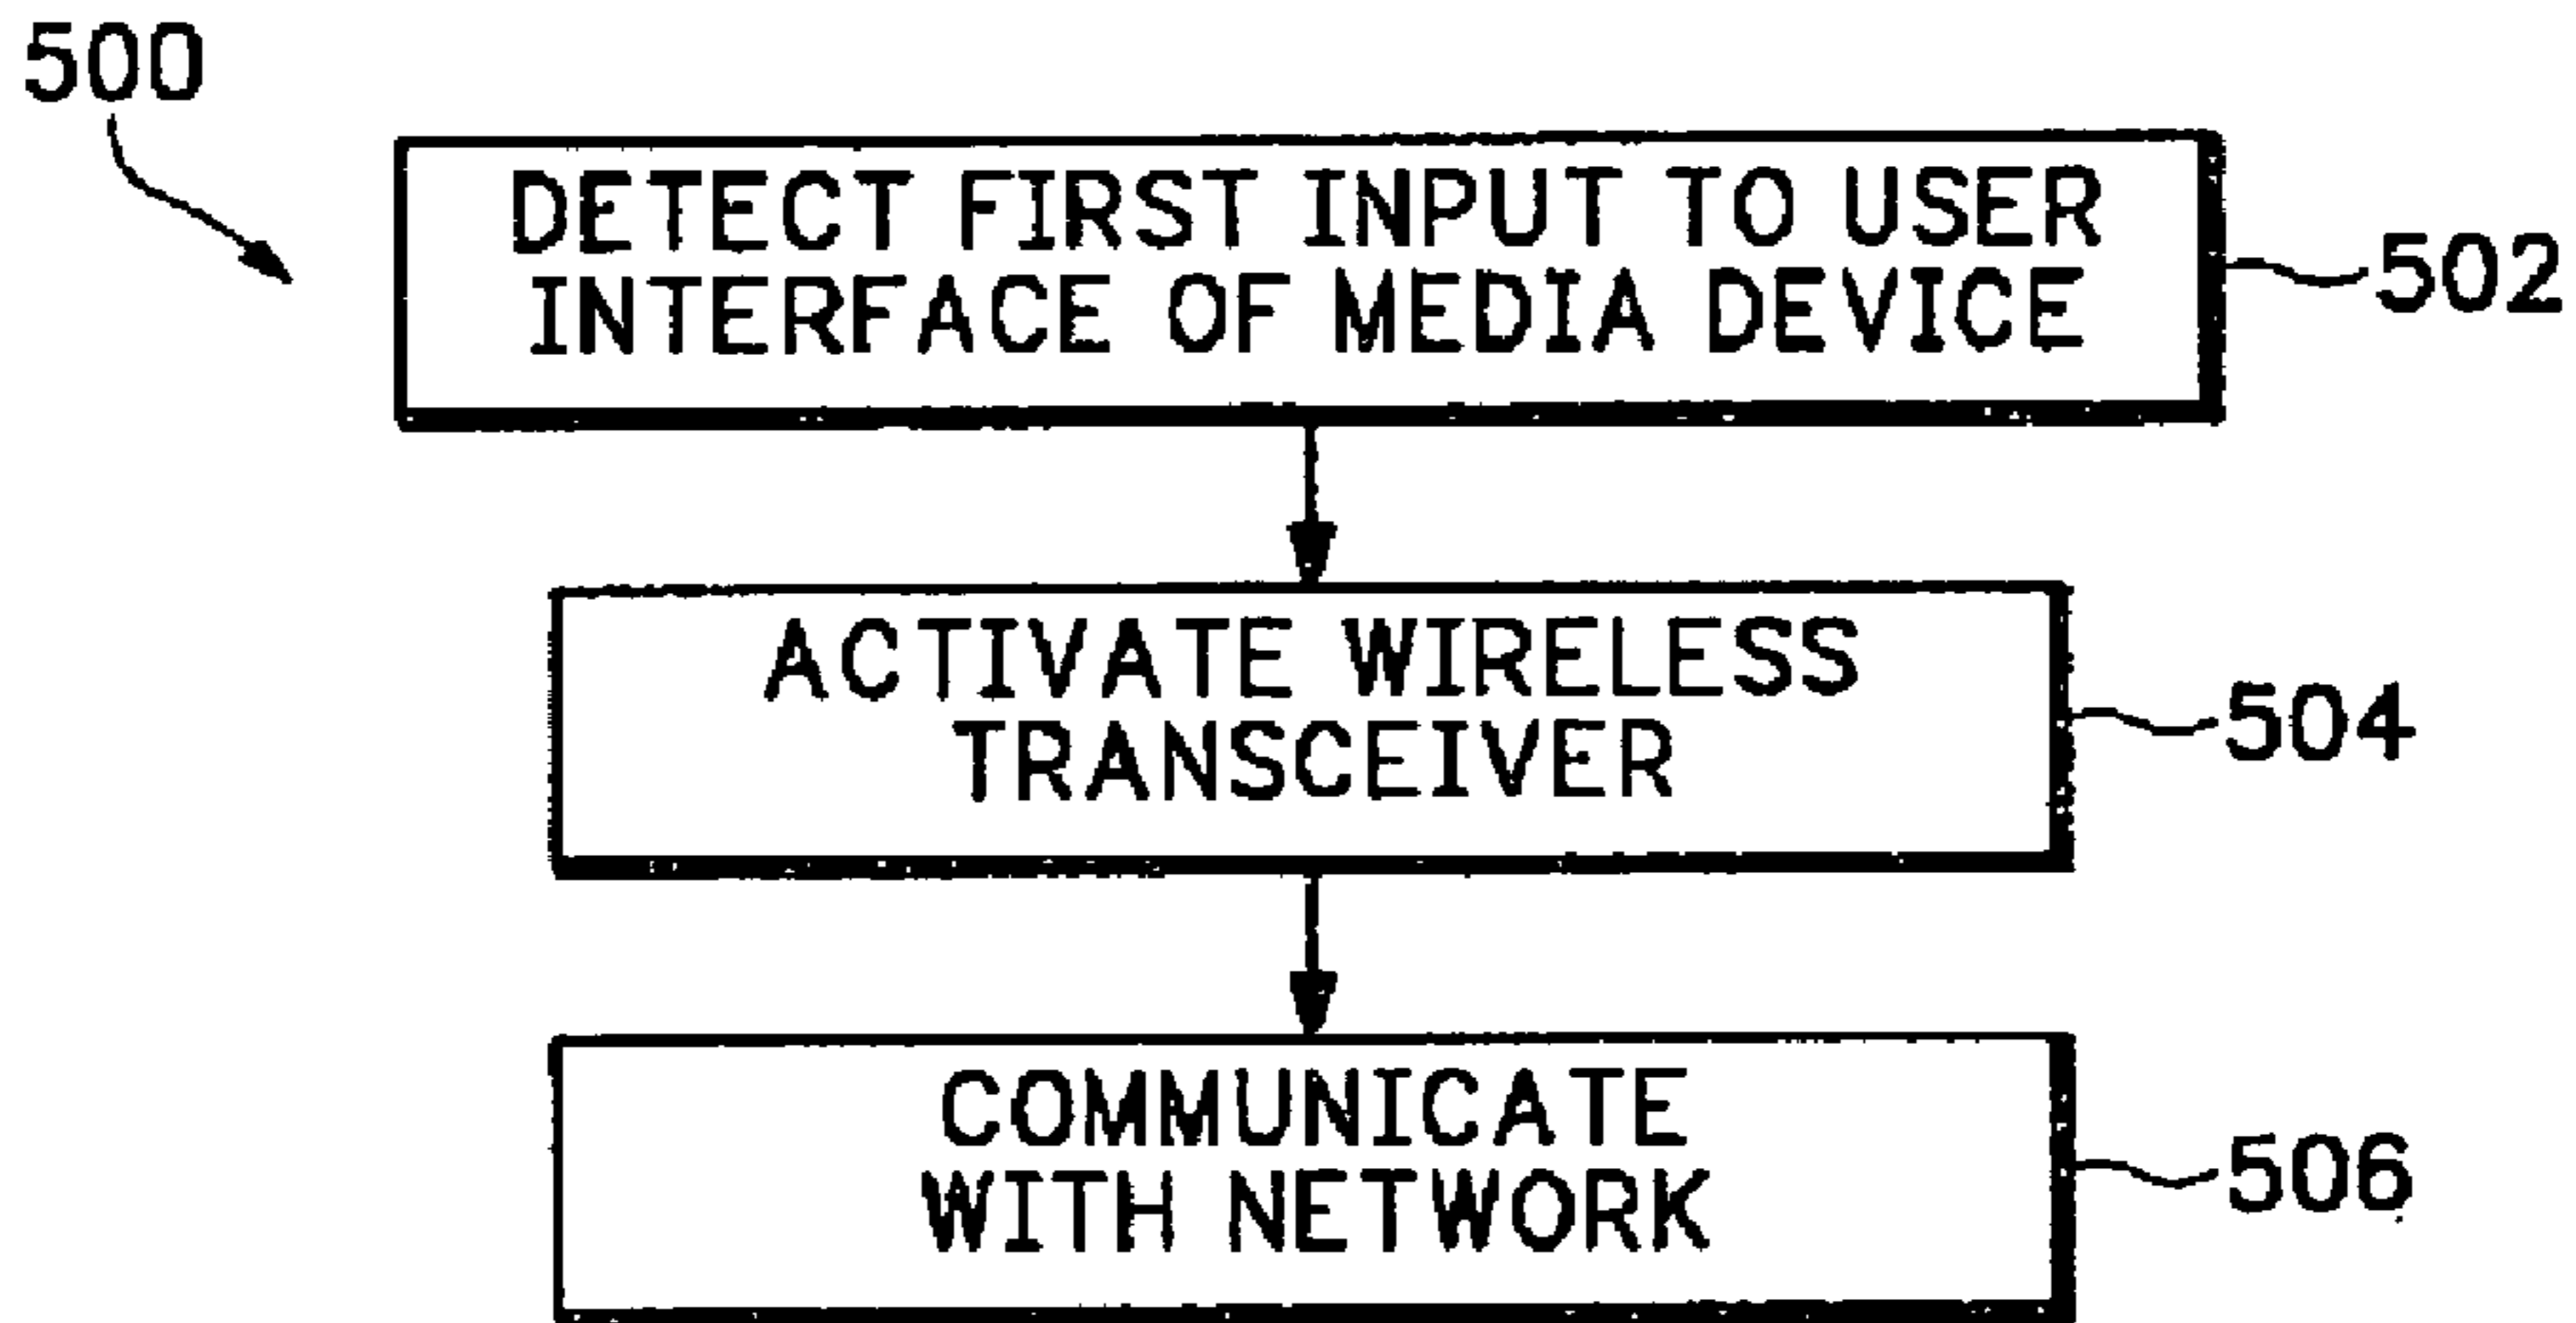 500
DETECT FIRST INPUT TO USER
INTERFACE OF MEDIA DEVICE
502
ACTIVATE WIRELESS
TRANSCEIVER
504
COMMUNICATE
WITH NETWORK
506